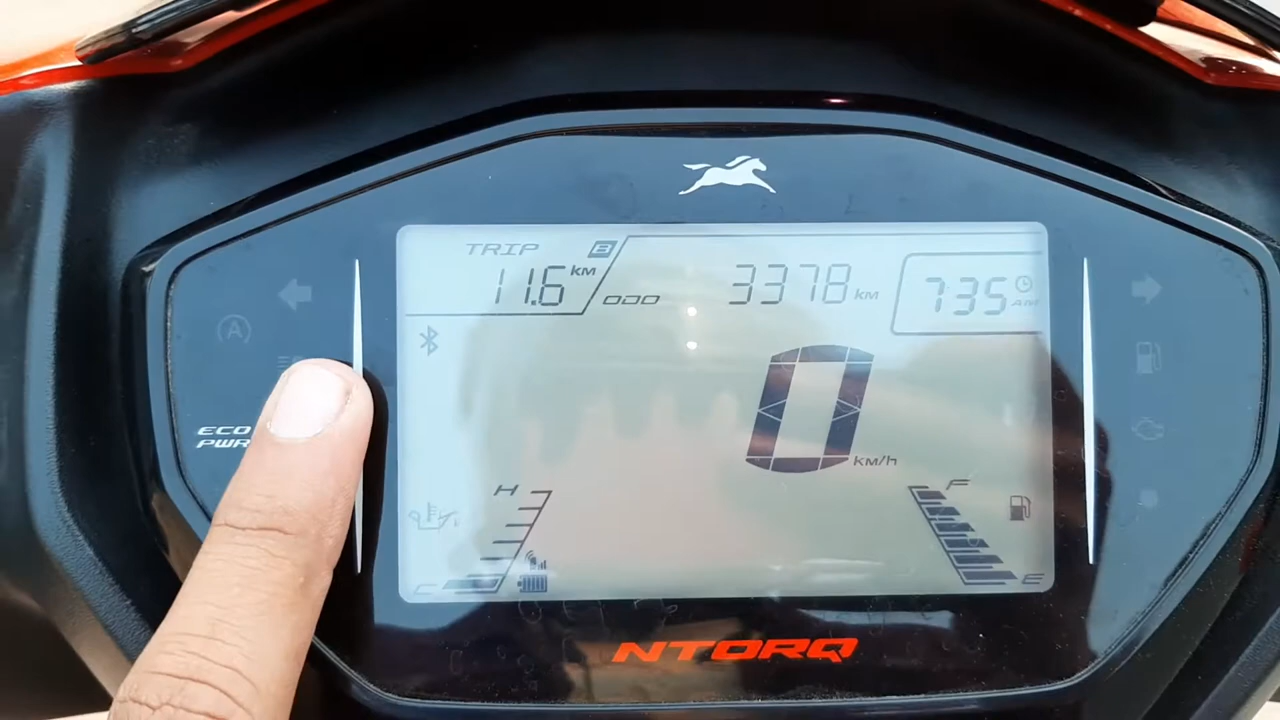 TRIP B
11.6 km
ODO 3378 km
7:35 AM
A
ECO
PWR
0
km/h
H
C
F
E
NTORQ